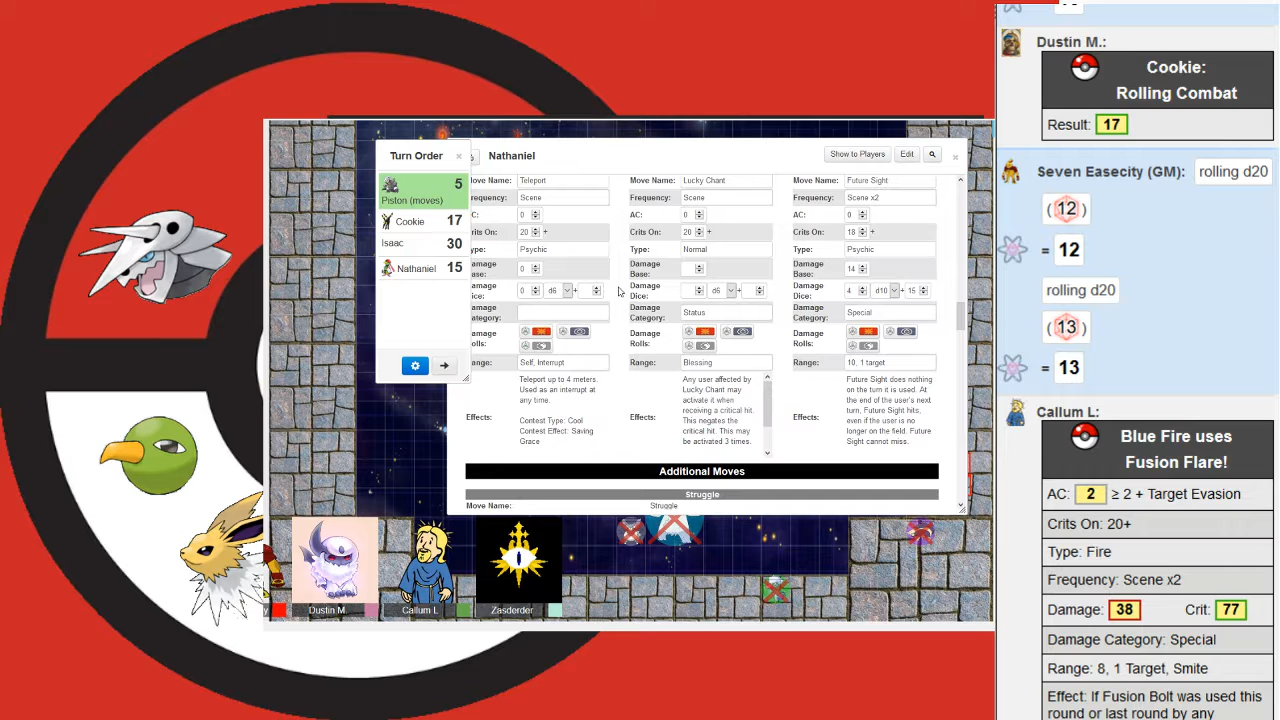 Turn Order ×
Piston (moves) 5
Cookie 17
Isaac 30
Nathaniel 15
Nathaniel
Show to Players Edit ×
Move Name: Teleport
Frequency: Scene
AC: 0
Crits On: 20 +
Type: Psychic
Damage Base: 0
Damage Dice: 0 d6 +
Damage Category:
Damage Rolls:
Range: Self, Interrupt
Effects:
Teleport up to 4 meters.
Used as an interrupt at
any time.
Contest Type: Cool
Contest Effect: Saving
Grace
Move Name: Lucky Chant
Frequency: Scene
AC: 0
Crits On: 20 +
Type: Normal
Damage Base:
Damage Dice: d6 +
Damage Category: Status
Damage Rolls:
Range: Blessing
Effects:
Any user affected by
Lucky Chant may
activate it when
receiving a critical hit.
This negates the
critical hit. This may
be activated 3 times.
Move Name: Future Sight
Frequency: Scene x2
AC: 0
Crits On: 18 +
Type: Psychic
Damage Base: 14
Damage Dice: 4 d10 + 15
Damage Category: Special
Damage Rolls:
Range: 10, 1 target
Effects:
Future Sight does nothing
on the turn it is used. At
the end of the user's next
turn, Future Sight hits,
even if the user is no
longer on the field. Future
Sight cannot miss.
Additional Moves
Struggle
Move Name: Struggle
Dustin M.
Callum L
Zasderder
Dustin M.:
Cookie:
Rolling Combat
Result: 17
Seven Easecity (GM): rolling d20
(12)
= 12
rolling d20
(13)
= 13
Callum L:
Blue Fire uses
Fusion Flare!
AC: 2 ≥ 2 + Target Evasion
Crits On: 20+
Type: Fire
Frequency: Scene x2
Damage: 38 Crit: 77
Damage Category: Special
Range: 8, 1 Target, Smite
Effect: If Fusion Bolt was used this
round or last round by any